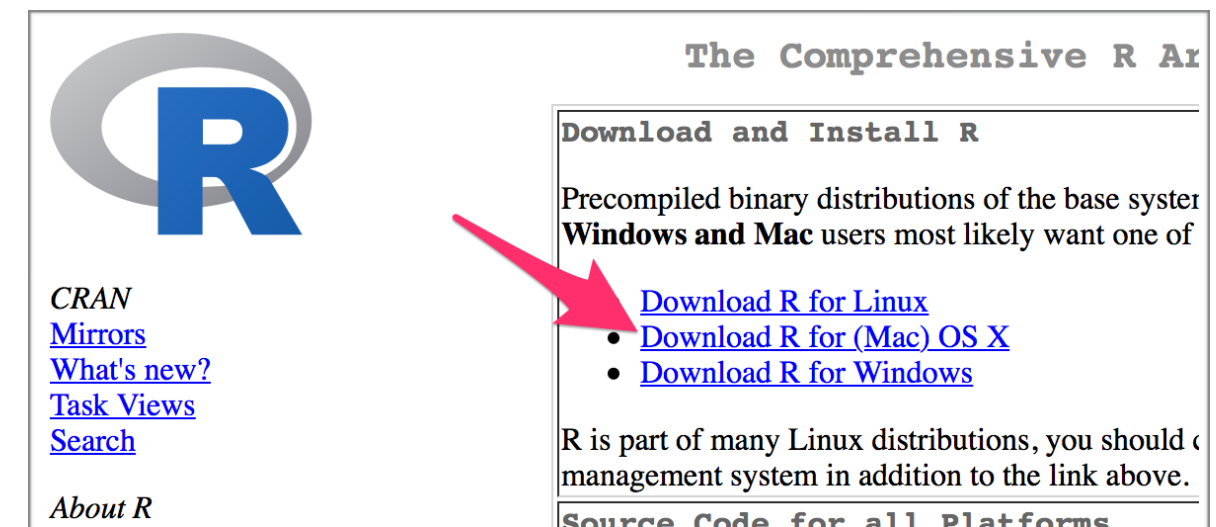 R
The Comprehensive R Ar
Download and Install R
Precompiled binary distributions of the base system
Windows and Mac users most likely want one of
Download R for Linux
Download R for (Mac) OS X
Download R for Windows
R is part of many Linux distributions, you should
management system in addition to the link above.
Source Code for all Platforms
CRAN
Mirrors
What's new?
Task Views
Search
About R